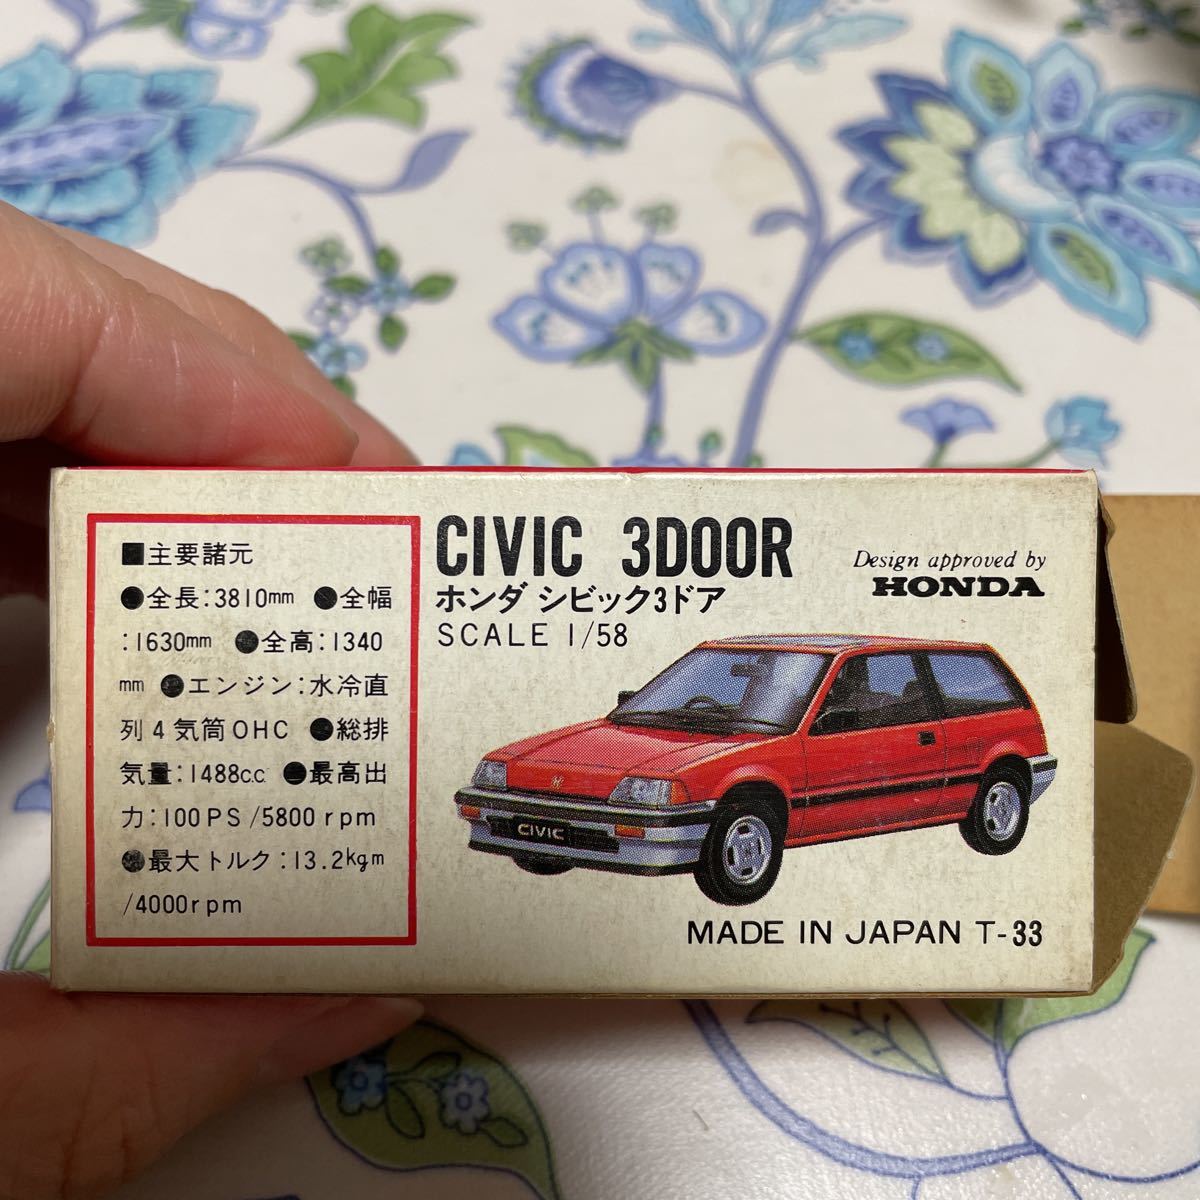 ■主要諸元
●全長:3810mm ●全幅
:1630mm ●全高:1340
mm ●エンジン:水冷直
列4気筒OHC ●総排
気量:1488c.c. ●最高出
力:100PS/5800rpm
●最大トルク:13.2kgm
/4000rpm
CIVIC 3DOOR
ホンダ シビック3ドア
SCALE 1/58
Design approved by
HONDA
CIVIC
MADE IN JAPAN T-33